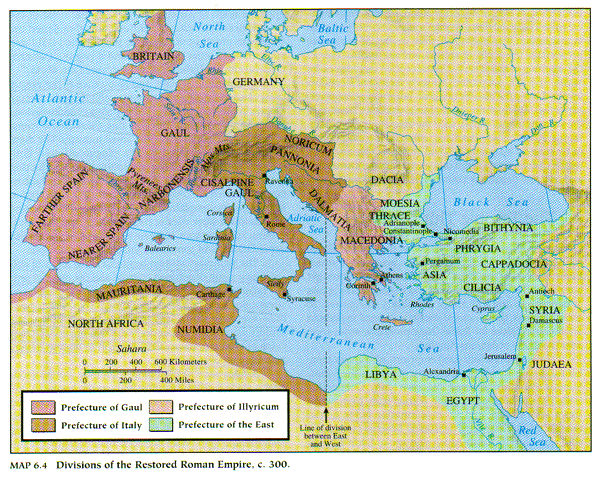 North
Sea
Baltic
Sea
BRITAIN
GERMANY
Atlantic
Ocean
GAUL
Dnieper R.
Don R.
Alps Mts.
NORICUM
PANNONIA
Pyrenees
Mts.
NARBONENSIS
CISALPINE
GAUL
Ravenna
DALMATIA
DACIA
FARTHER SPAIN
NEARER SPAIN
Corsica
Rome
Adriatic
Sea
MOESIA
Black Sea
THRACE
Adrianople
Constantinople
Nicomedia
BITHYNIA
Balearics
Sardinia
MACEDONIA
PHRYGIA
Pergamum
CAPPADOCIA
ASIA
Athens
Corinth
CILICIA
Antioch
MAURITANIA
Carthage
Sicily
Syracuse
Rhodes
Cyprus
SYRIA
Damascus
Crete
NORTH AFRICA
NUMIDIA
Mediterranean
Sea
Sahara
0 200 400 600 Kilometers
0 200 400 Miles
Jerusalem
JUDAEA
LIBYA
Alexandria
EGYPT
Nile R.
Red
Sea
Prefecture of Gaul
Prefecture of Illyricum
Prefecture of Italy
Prefecture of the East
Line of division
between East
and West
MAP 6.4 Divisions of the Restored Roman Empire, c. 300.